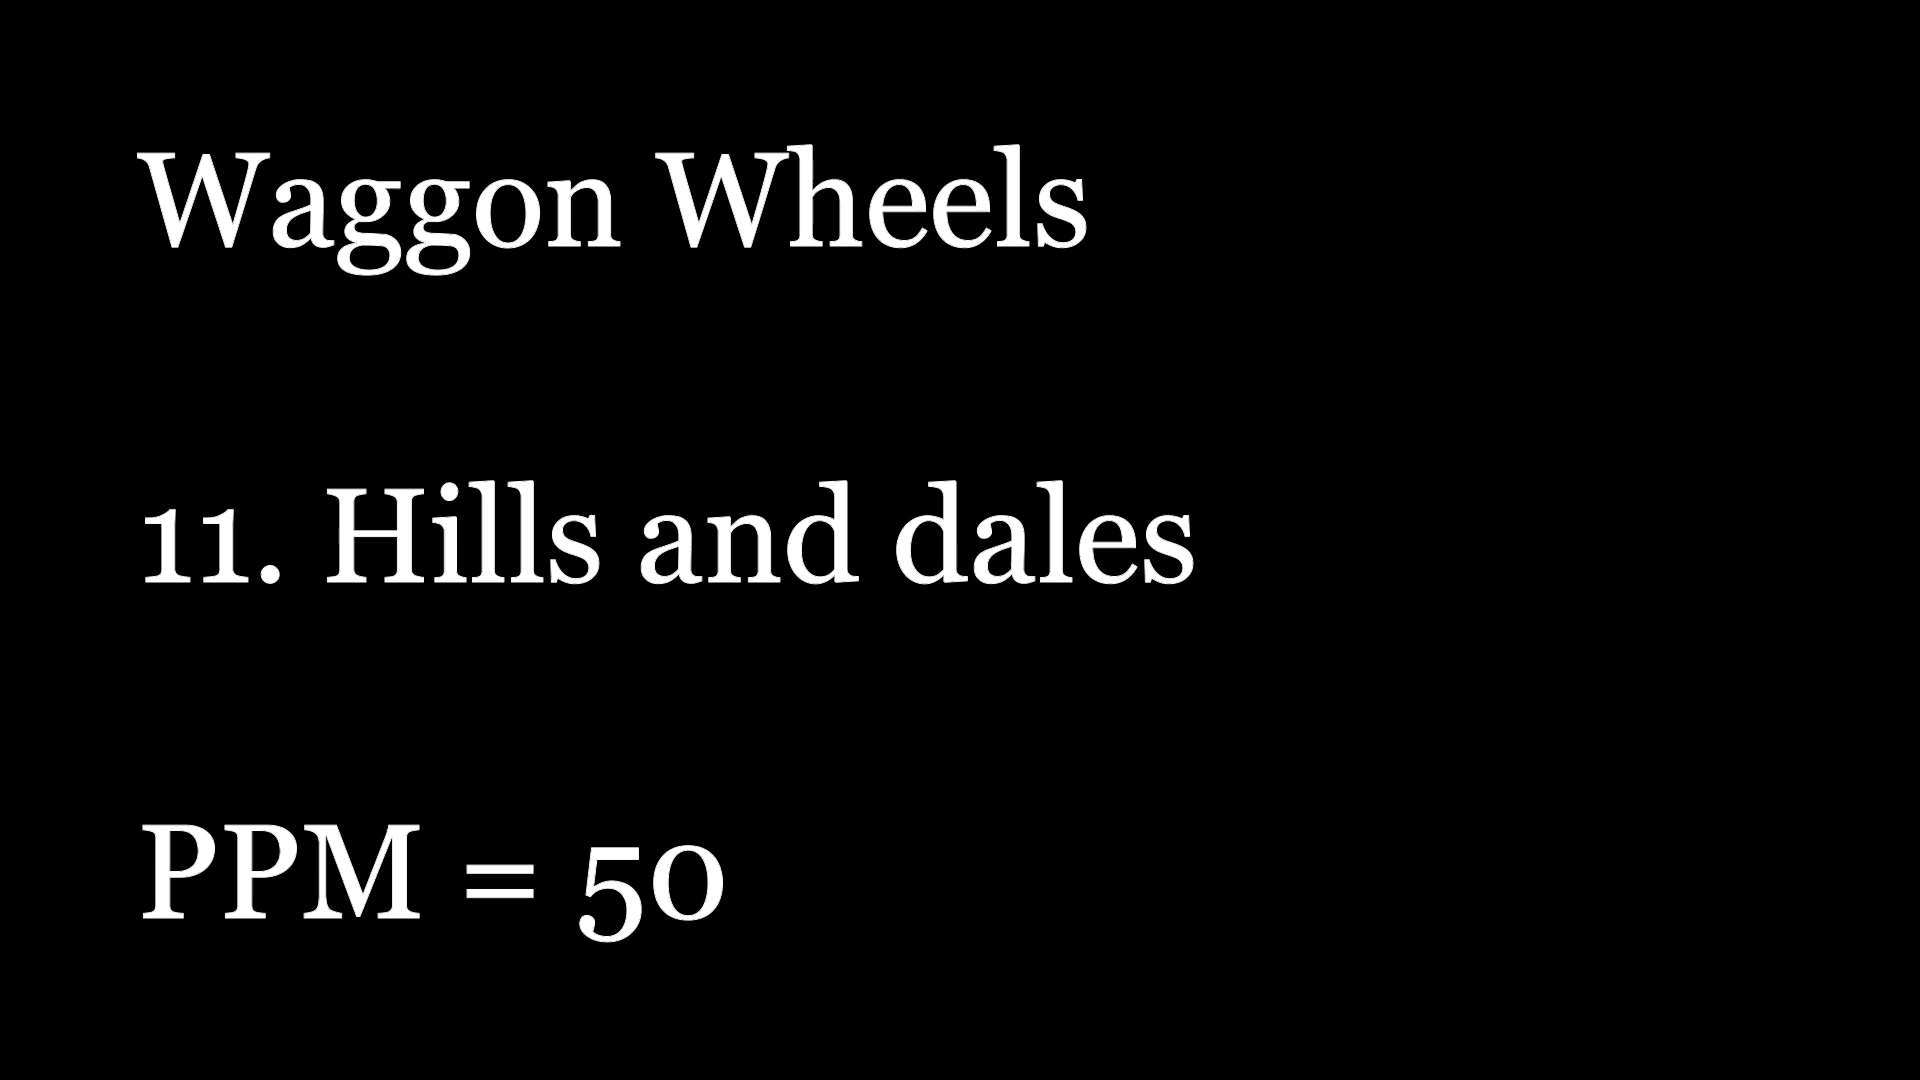 Waggon Wheels
11. Hills and dales
PPM = 50